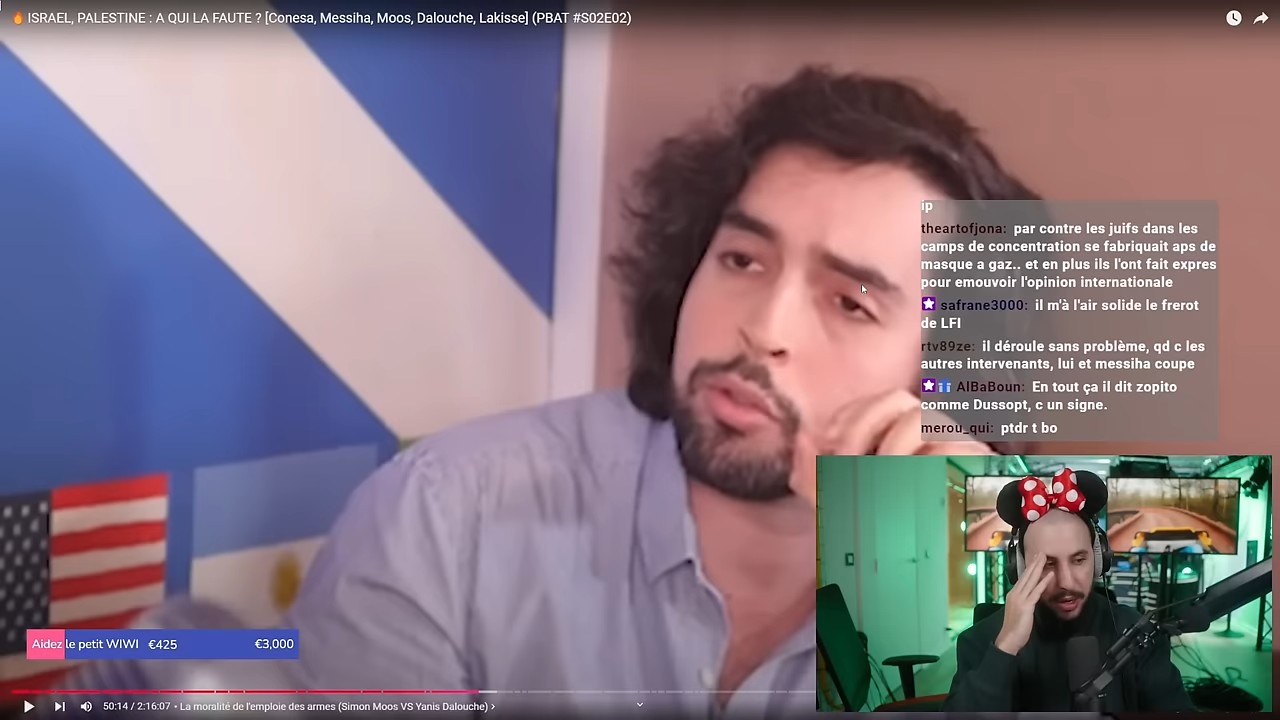 🔥ISRAEL, PALESTINE : A QUI LA FAUTE ? [Conesa, Messiha, Moos, Dalouche, Lakisse] (PBAT #S02E02)
ip
theartofjona: par contre les juifs dans les
camps de concentration se fabriquait aps de
masque a gaz.. et en plus ils l'ont fait expres
pour emouvoir l'opinion internationale
safrane3000: il m'à l'air solide le frerot
de LFI
rtv89ze: il déroule sans problème, qd c les
autres intervenants, lui et messiha coupe
AlBaBoun: En tout ça il dit zopito
comme Dussopt, c un signe.
merou_qui: ptdr t bo
Aidez le petit WIWI €425 €3,000
50:14 / 2:16:07 • La moralité de l'emploie des armes (Simon Moos VS Yanis Dalouche) ›